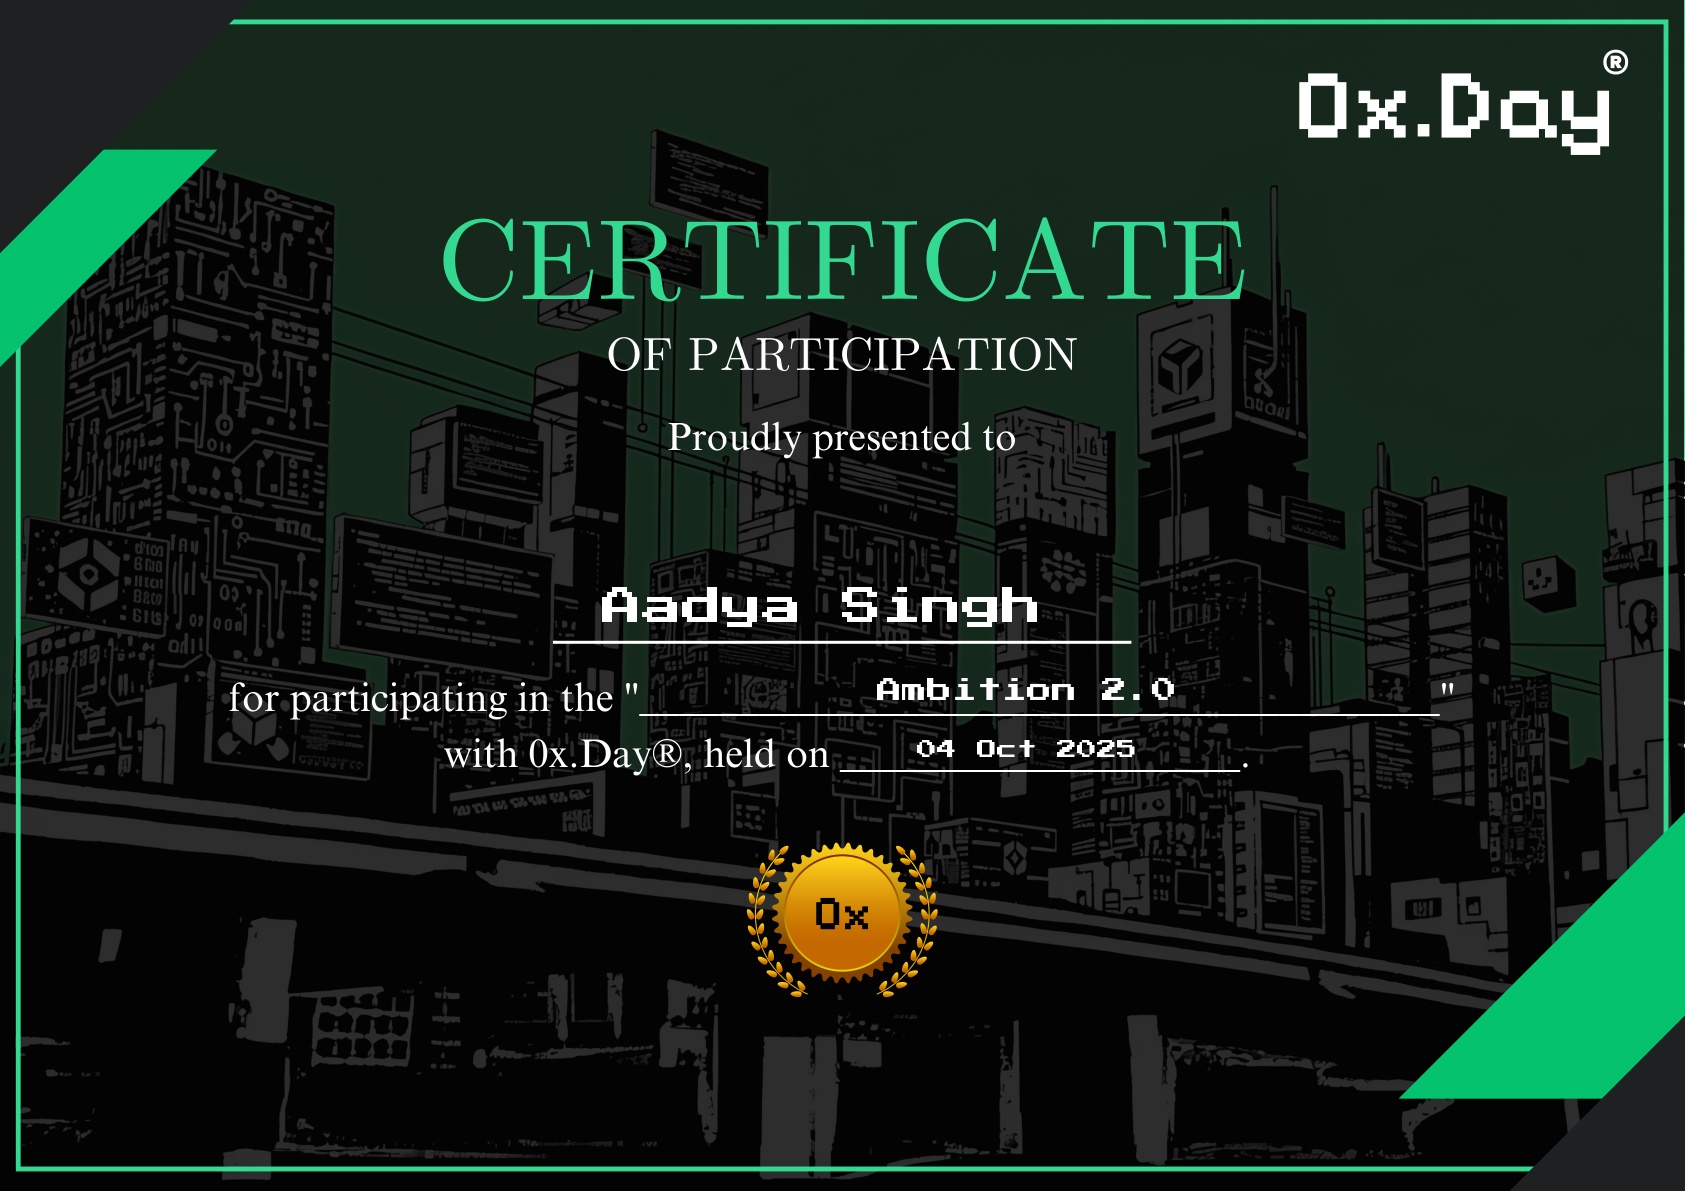 0x.Day®
CERTIFICATE
OF PARTICIPATION
Proudly presented to
Aadya Singh
for participating in the "Ambition 2.0"
with 0x.Day®, held on 04 Oct 2025.
0x